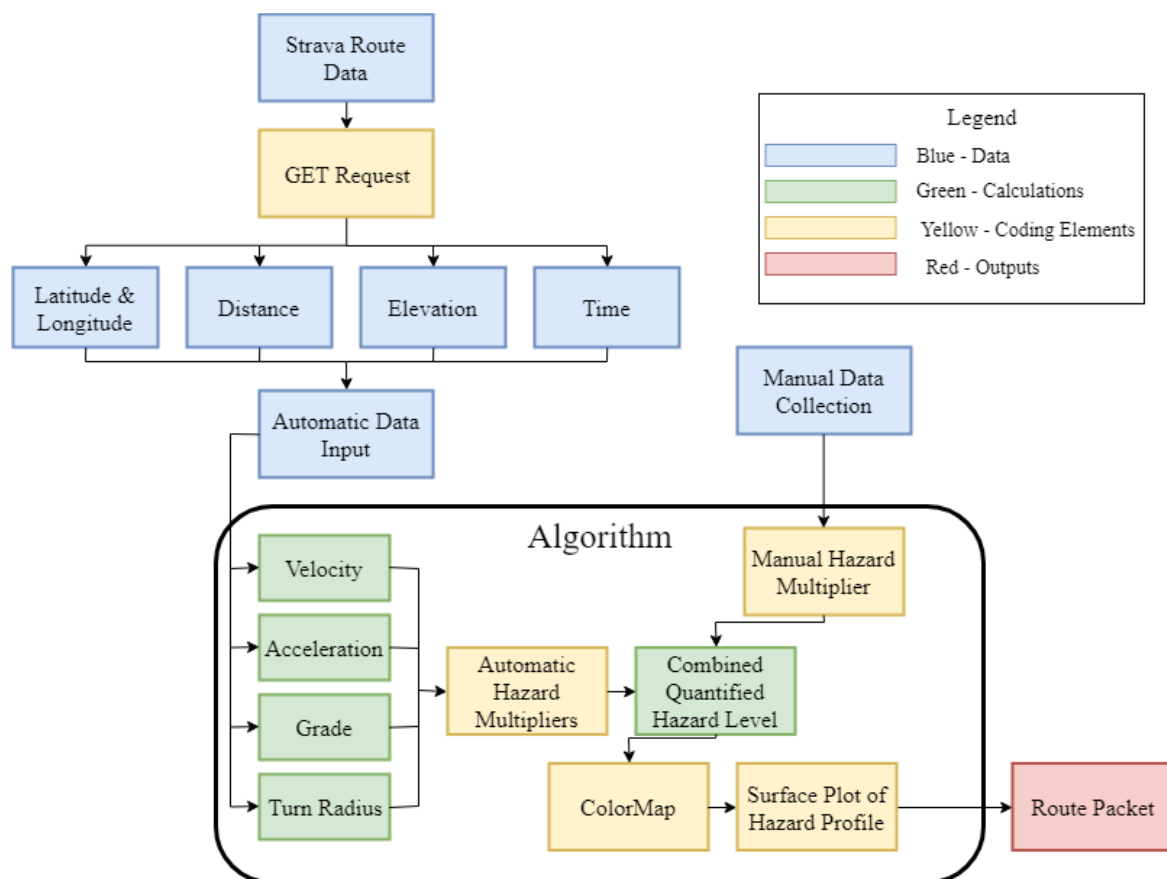 Strava Route
Data
GET Request
Legend
Blue - Data
Green - Calculations
Yellow - Coding Elements
Red - Outputs
Latitude &
Longitude
Distance
Elevation
Time
Automatic Data
Input
Manual Data
Collection
Algorithm
Velocity
Acceleration
Grade
Turn Radius
Automatic
Hazard
Multipliers
Manual Hazard
Multiplier
Combined
Quantified
Hazard Level
ColorMap
Surface Plot of
Hazard Profile
Route Packet